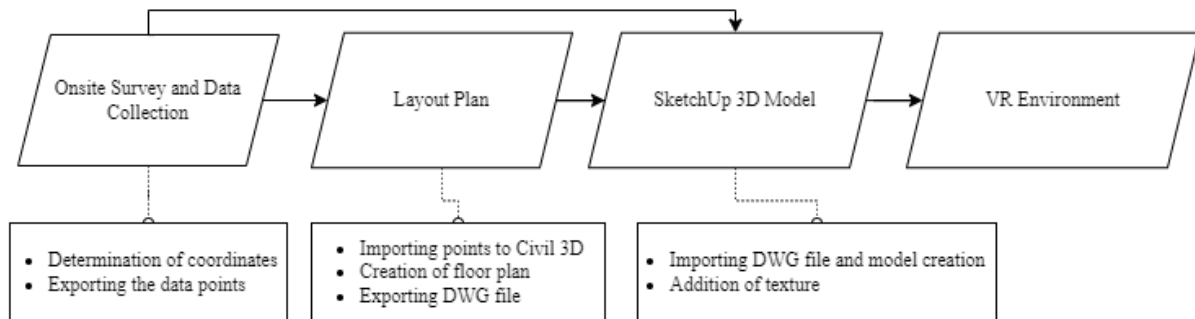 Onsite Survey and Data
Collection
Layout Plan
SketchUp 3D Model
VR Environment
• Determination of coordinates
• Exporting the data points
• Importing points to Civil 3D
• Creation of floor plan
• Exporting DWG file
• Importing DWG file and model creation
• Addition of texture